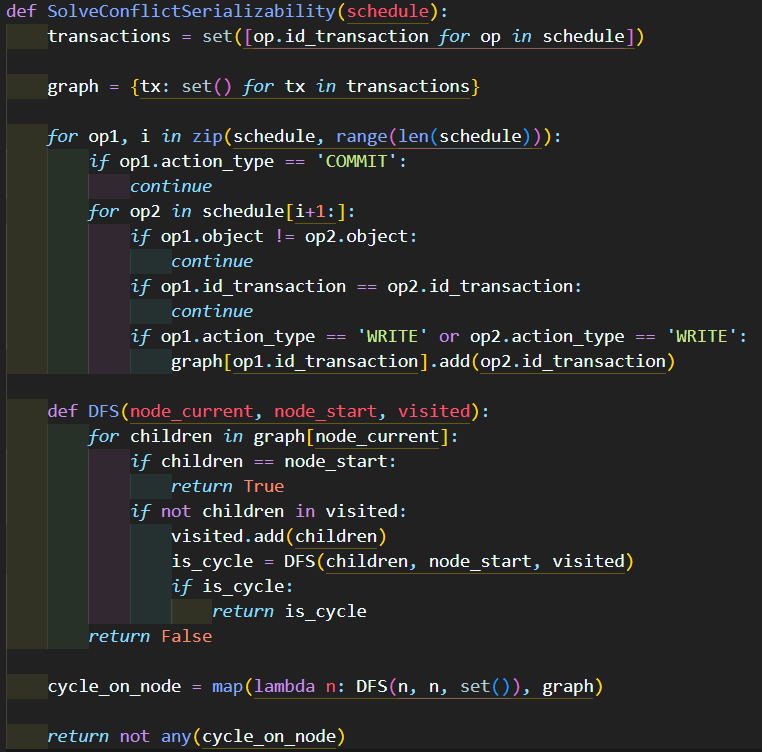 def SolveConflictSerializability(schedule):
    transactions = set([op.id_transaction for op in schedule])

    graph = {tx: set() for tx in transactions}

    for op1, i in zip(schedule, range(len(schedule))):
        if op1.action_type == 'COMMIT':
            continue
        for op2 in schedule[i+1:]:
            if op1.object != op2.object:
                continue
            if op1.id_transaction == op2.id_transaction:
                continue
            if op1.action_type == 'WRITE' or op2.action_type == 'WRITE':
                graph[op1.id_transaction].add(op2.id_transaction)

    def DFS(node_current, node_start, visited):
        for children in graph[node_current]:
            if children == node_start:
                return True
            if not children in visited:
                visited.add(children)
                is_cycle = DFS(children, node_start, visited)
                if is_cycle:
                    return is_cycle
        return False

    cycle_on_node = map(lambda n: DFS(n, n, set()), graph)

    return not any(cycle_on_node)